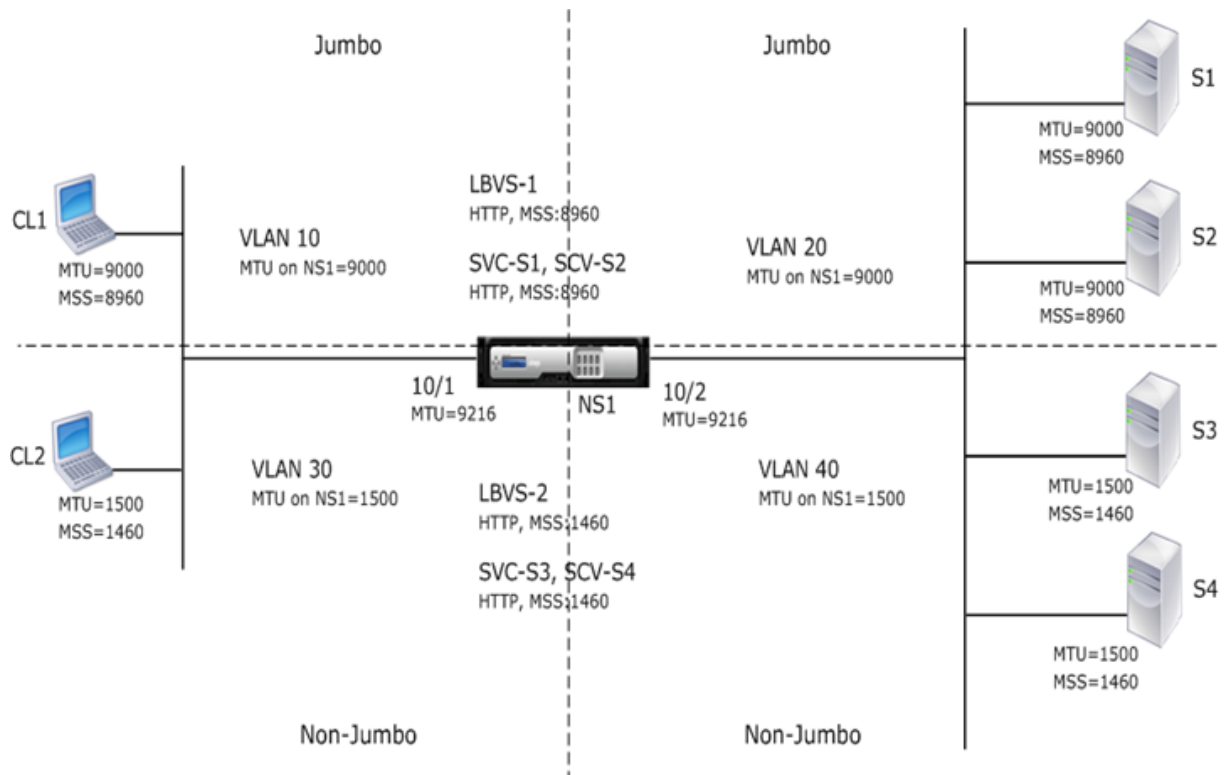 Jumbo
Jumbo
S1
MTU=9000
MSS=8960
LBVS-1
HTTP, MSS:8960
CL1
VLAN 10
MTU on NS1=9000
SVC-S1, SCV-S2
HTTP, MSS:8960
VLAN 20
MTU on NS1=9000
S2
MTU=9000
MSS=8960
MTU=9000
MSS=8960
10/1
MTU=9216
NS1
10/2
MTU=9216
S3
CL2
VLAN 30
MTU on NS1=1500
LBVS-2
HTTP, MSS:1460
VLAN 40
MTU on NS1=1500
MTU=1500
MSS=1460
MTU=1500
MSS=1460
SVC-S3, SCV-S4
HTTP, MSS:1460
S4
MTU=1500
MSS=1460
Non-Jumbo
Non-Jumbo